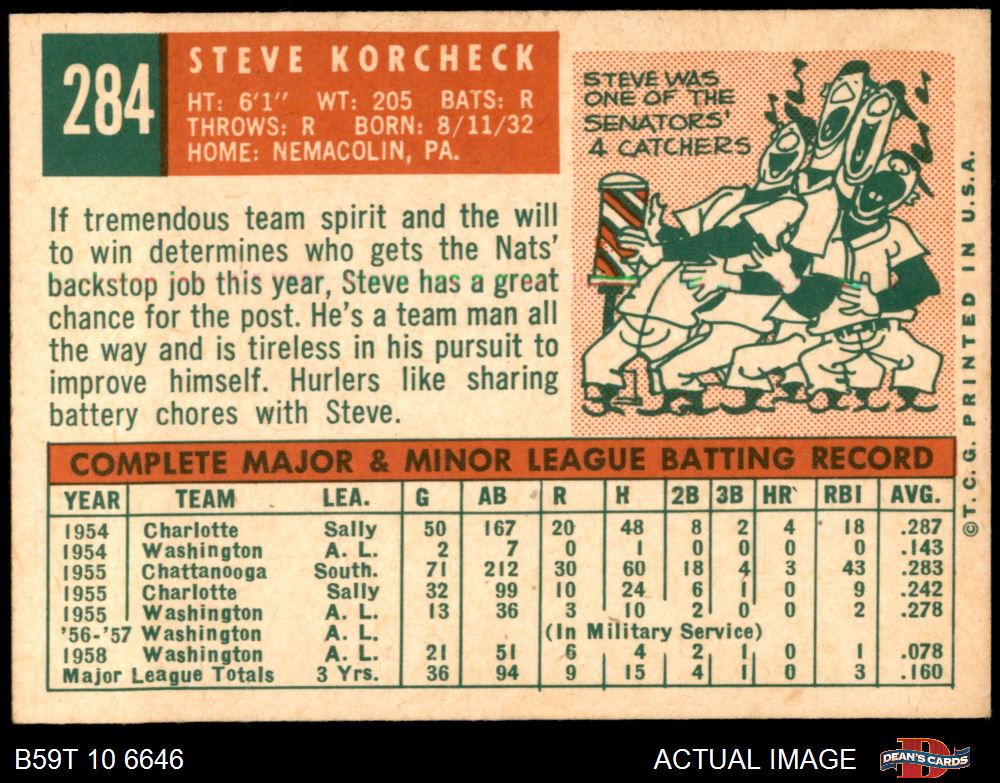 284
STEVE KORCHECK
HT: 6'1" WT: 205 BATS: R
THROWS: R BORN: 8/11/32
HOME: NEMACOLIN, PA.
STEVE WAS
ONE OF THE
SENATORS'
4 CATCHERS
If tremendous team spirit and the will
to win determines who gets the Nats'
backstop job this year, Steve has a great
chance for the post. He's a team man all
the way and is tireless in his pursuit to
improve himself. Hurlers like sharing
battery chores with Steve.
©T. C. G. PRINTED IN U.S.A.
COMPLETE MAJOR & MINOR LEAGUE BATTING RECORD
YEAR TEAM LEA. G AB R H 2B 3B HR RBI AVG.
1954 Charlotte Sally 50 167 20 48 8 2 4 18 .287
1954 Washington A. L. 2 7 0 1 0 0 0 0 .143
1955 Chattanooga South. 71 212 30 60 18 4 3 43 .283
1955 Charlotte Sally 32 99 10 24 6 1 0 9 .242
1955 Washington A. L. 13 36 3 10 2 0 0 2 .278
'56-'57 Washington A. L. (In Military Service)
1958 Washington A. L. 21 51 6 4 2 1 0 1 .078
Major League Totals 3 Yrs. 36 94 9 15 4 1 0 3 .160
B59T 10 6646
ACTUAL IMAGE
DEAN'S CARDS